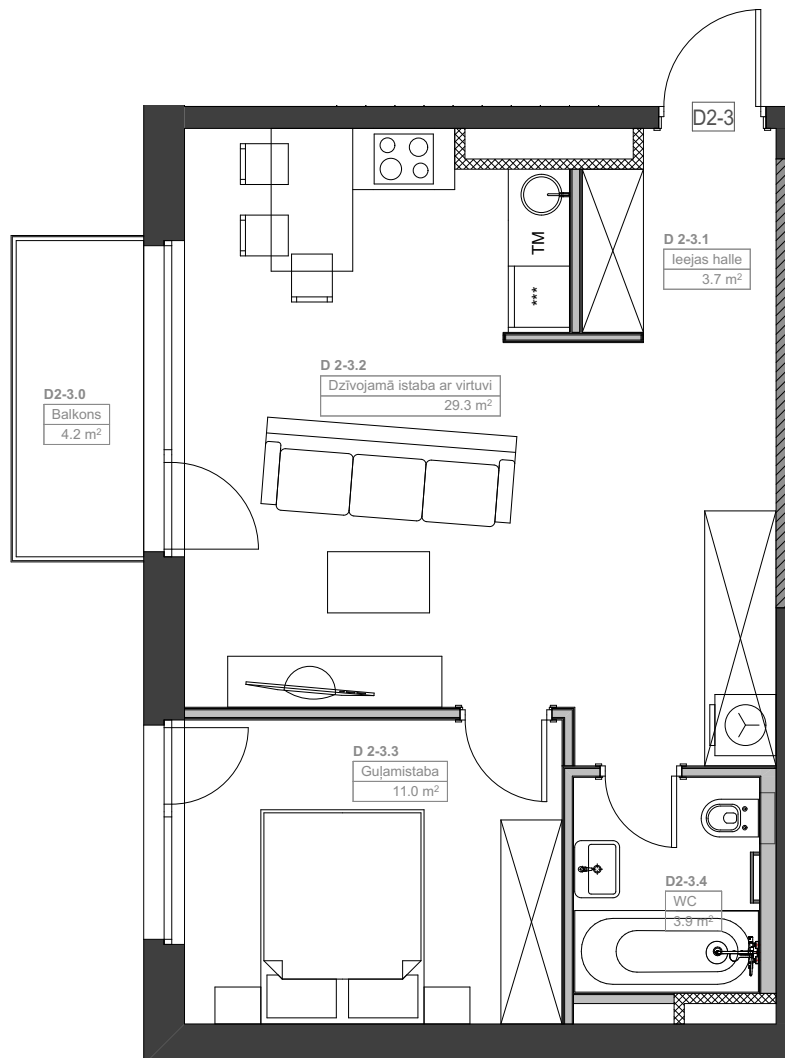 D2-3
D 2-3.1
Ieejas halle
3.7 m²
TM
***
D 2-3.2
Dzīvojamā istaba ar virtuvi
29.3 m²
D2-3.0
Balkons
4.2 m²
D 2-3.3
Guļamistaba
11.0 m²
D2-3.4
WC
3.9 m²